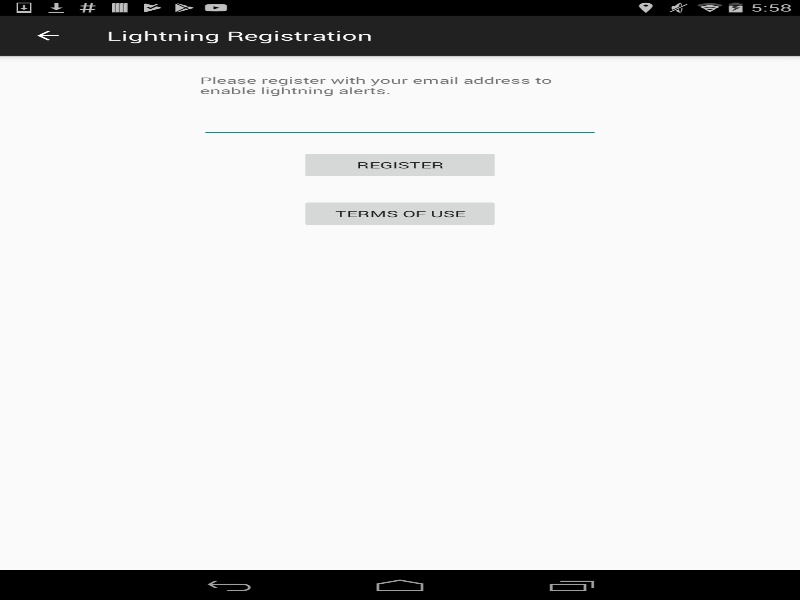 5:58
Lightning Registration
Please register with your email address to
enable lightning alerts.
REGISTER
TERMS OF USE